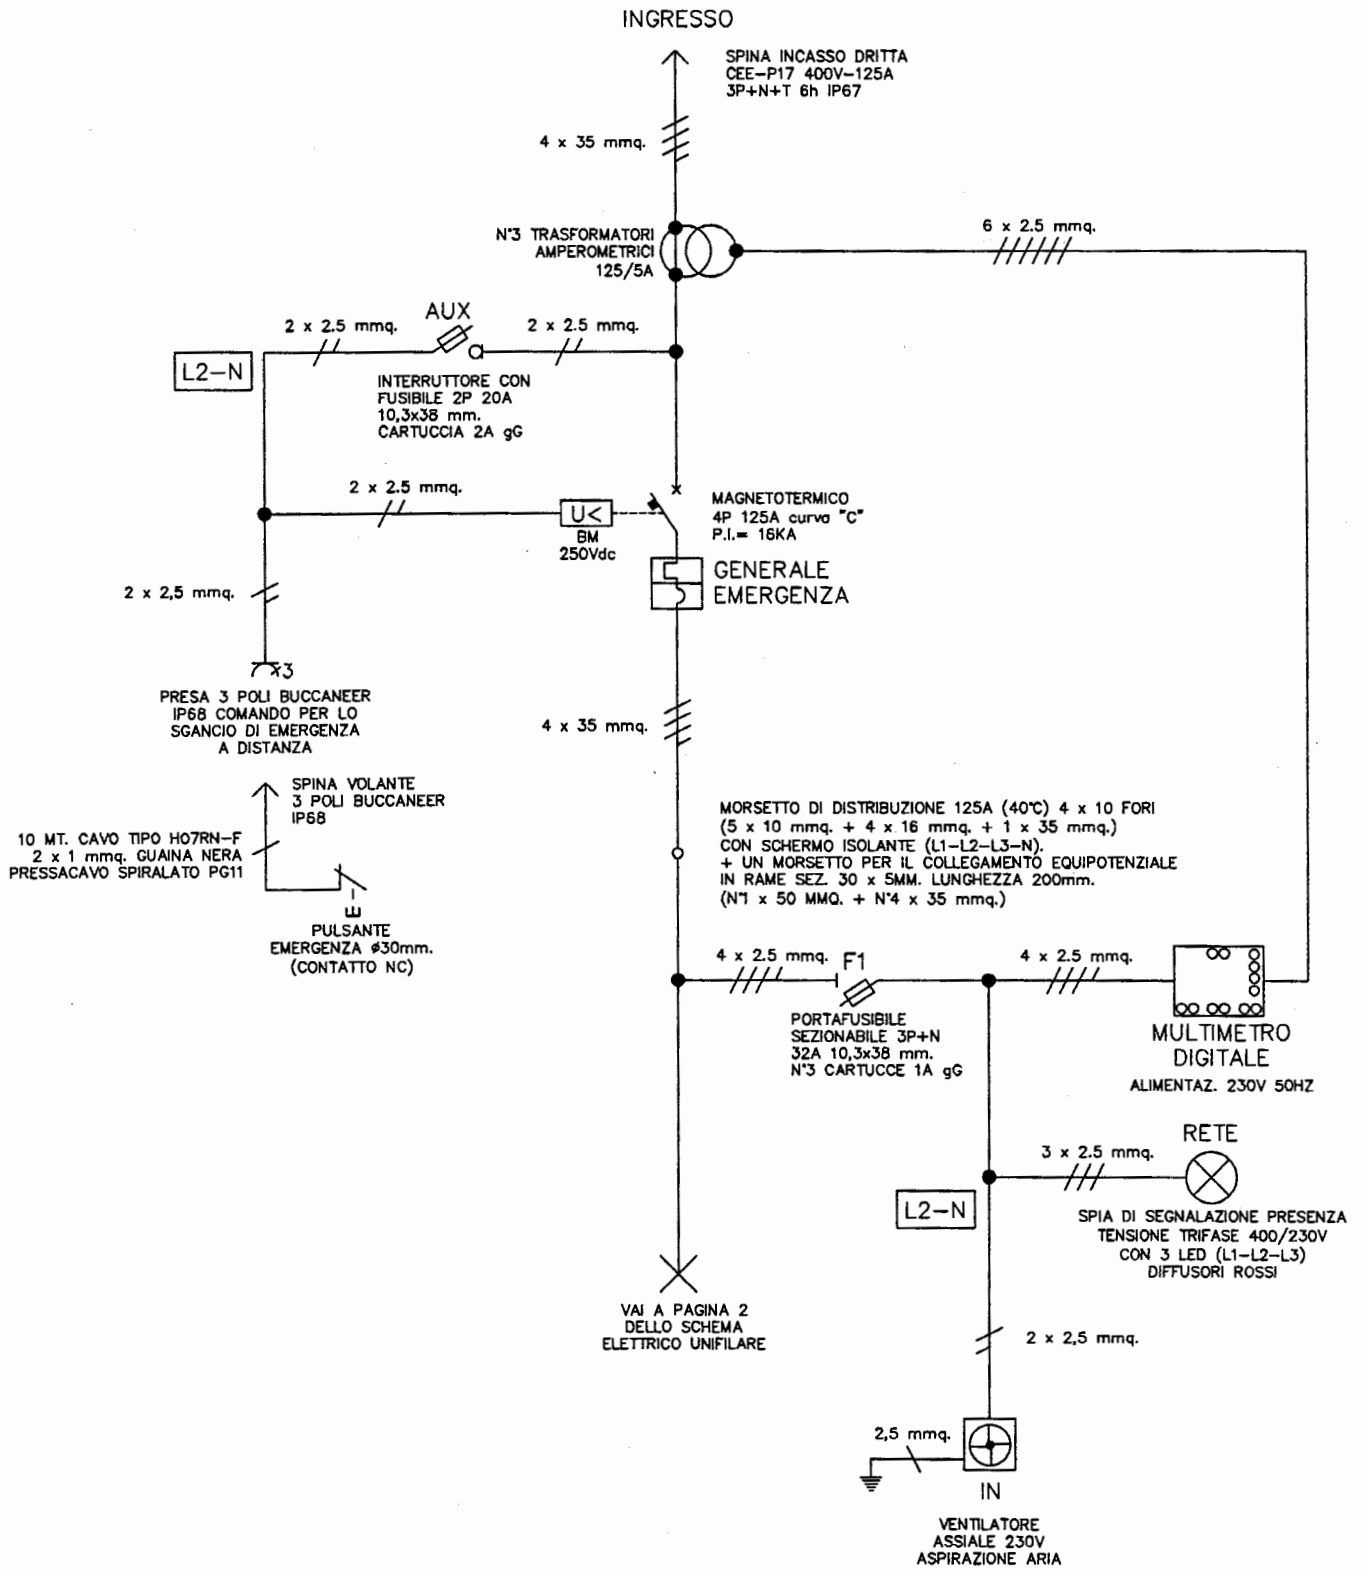 INGRESSO
SPINA INCASSO DRITTA
CEE-P17 400V-125A
3P+N+T 6h IP67
4 x 35 mmq.
N°3 TRASFORMATORI
AMPEROMETRICI
125/5A
6 x 2.5 mmq.
AUX
2 x 2.5 mmq.
2 x 2.5 mmq.
L2-N
INTERRUTTORE CON
FUSIBILE 2P 20A
10,3x38 mm.
CARTUCCIA 2A gG
2 x 2.5 mmq.
U<
BM
250Vdc
MAGNETOTERMICO
4P 125A curva "C"
P.I.= 16KA
GENERALE
EMERGENZA
2 x 2,5 mmq.
x3
PRESA 3 POLI BUCCANEER
IP68 COMANDO PER LO
SGANCIO DI EMERGENZA
A DISTANZA
4 x 35 mmq.
SPINA VOLANTE
3 POLI BUCCANEER
IP68
10 MT. CAVO TIPO H07RN-F
2 x 1 mmq. GUAINA NERA
PRESSACAVO SPIRALATO PG11
PULSANTE
EMERGENZA ø30mm.
(CONTATTO NC)
MORSETTO DI DISTRIBUZIONE 125A (40°C) 4 x 10 FORI
(5 x 10 mmq. + 4 x 16 mmq. + 1 x 35 mmq.)
CON SCHERMO ISOLANTE (L1-L2-L3-N).
+ UN MORSETTO PER IL COLLEGAMENTO EQUIPOTENZIALE
IN RAME SEZ. 30 x 5MM. LUNGHEZZA 200mm.
(N°1 x 50 MMQ. + N°4 x 35 mmq.)
4 x 2.5 mmq.
F1
4 x 2.5 mmq.
PORTAFUSIBILE
SEZIONABILE 3P+N
32A 10,3x38 mm.
N°3 CARTUCCE 1A gG
MULTIMETRO
DIGITALE
ALIMENTAZ. 230V 50HZ
RETE
3 x 2.5 mmq.
L2-N
SPIA DI SEGNALAZIONE PRESENZA
TENSIONE TRIFASE 400/230V
CON 3 LED (L1-L2-L3)
DIFFUSORI ROSSI
VAI A PAGINA 2
DELLO SCHEMA
ELETTRICO UNIFILARE
2 x 2,5 mmq.
2,5 mmq.
IN
VENTILATORE
ASSIALE 230V
ASPIRAZIONE ARIA